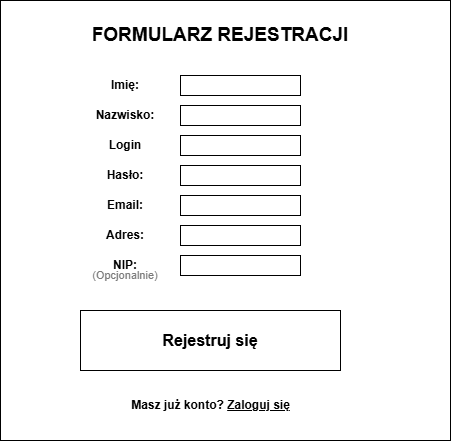 FORMULARZ REJESTRACJI
Imię:
Nazwisko:
Login
Hasło:
Email:
Adres:
NIP:
(Opcjonalnie)
Rejestruj się
Masz już konto? Zaloguj się